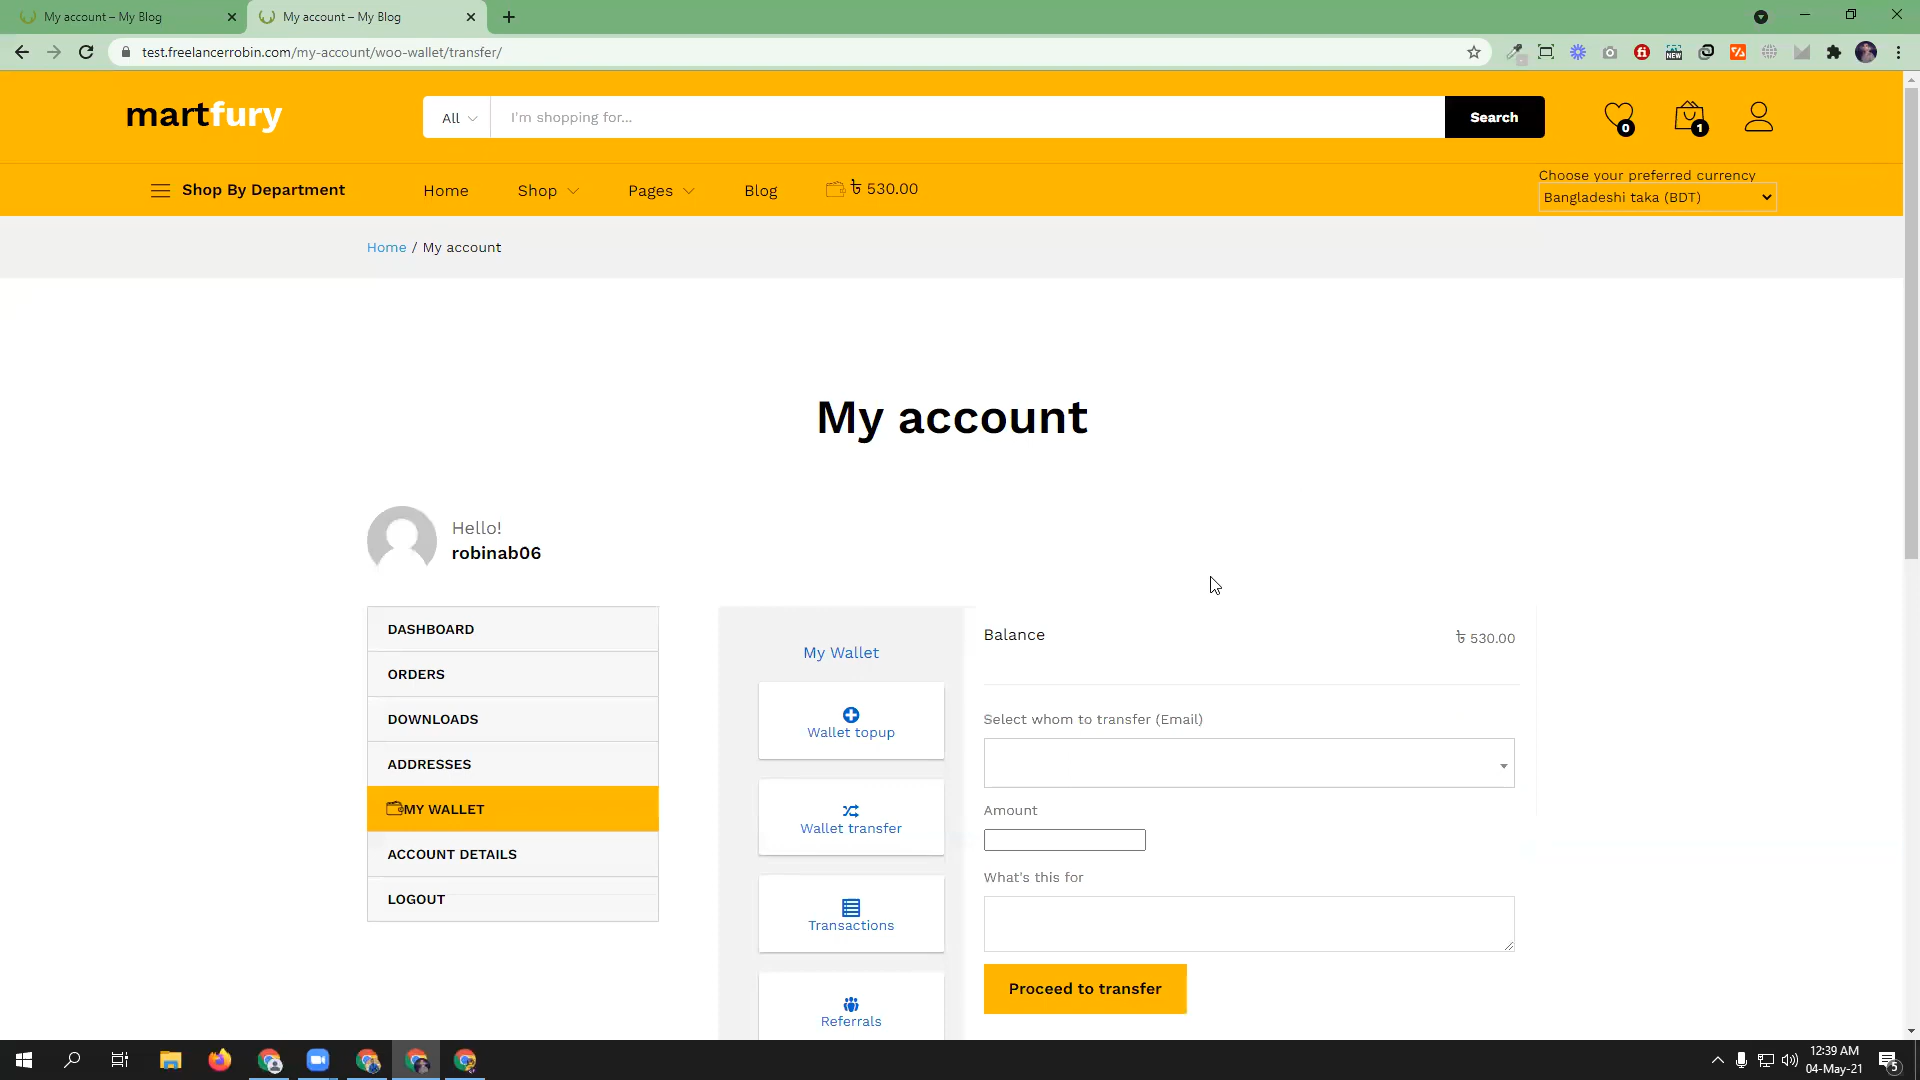 My account – My Blog
My account – My Blog
test.freelancerrobin.com/my-account/woo-wallet/transfer/
martfury
All
I'm shopping for...
Search
0
1
Shop By Department
Home
Shop
Pages
Blog
৳ 530.00
Choose your preferred currency
Bangladeshi taka (BDT)
Home / My account
My account
Hello!
robinab06
DASHBOARD
ORDERS
DOWNLOADS
ADDRESSES
MY WALLET
ACCOUNT DETAILS
LOGOUT
My Wallet
Wallet topup
Wallet transfer
Transactions
Referrals
Balance
৳ 530.00
Select whom to transfer (Email)
Amount
What's this for
Proceed to transfer
12:39 AM
04-May-21
5